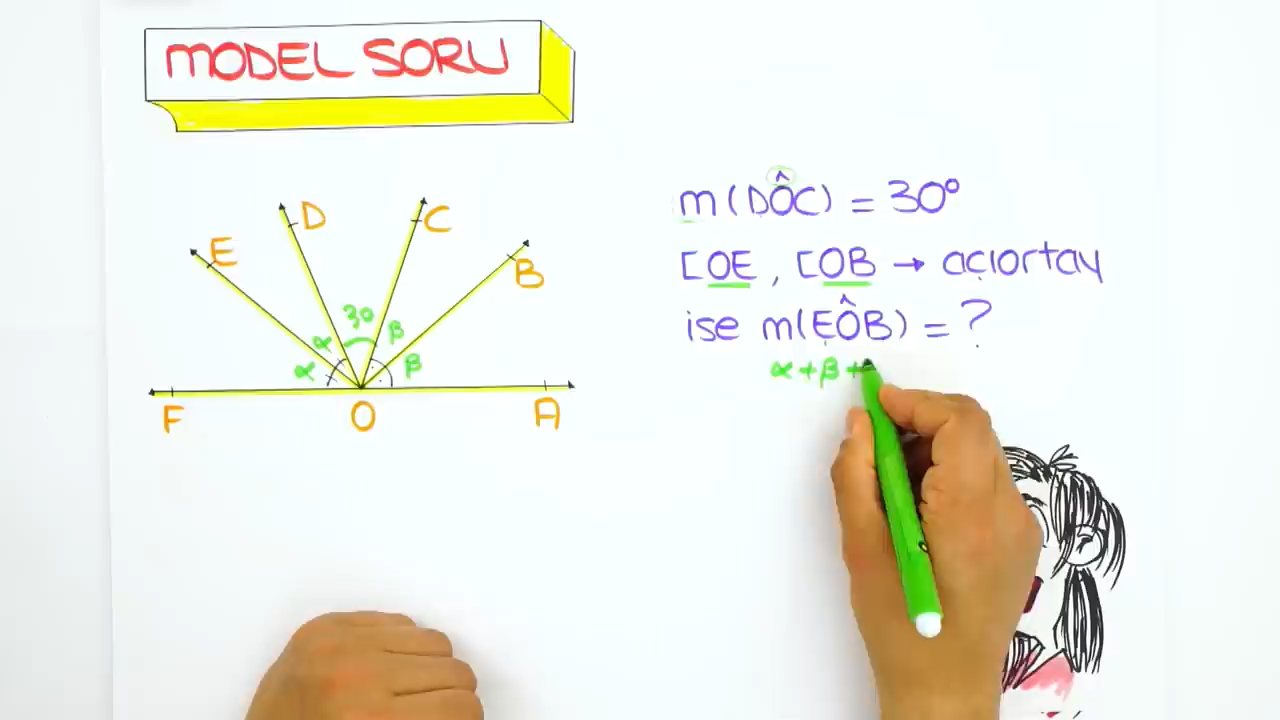 MODEL SORU
m(DÔC) = 30°
[OE, [OB → açıortay
ise m(EÔB) = ?
α+β+
D
C
E
B
30
α
β
α
β
F
O
A